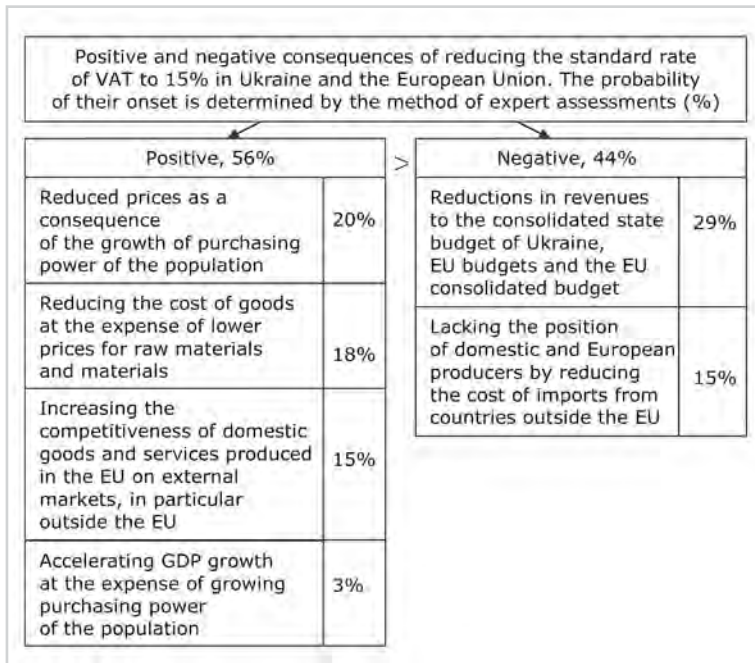 Positive and negative consequences of reducing the standard rate
of VAT to 15% in Ukraine and the European Union. The probability
of their onset is determined by the method of expert assessments (%)
Positive, 56%
>
Negative, 44%
Reduced prices as a
consequence
of the growth of purchasing
power of the population
20%
Reducing the cost of goods
at the expense of lower
prices for raw materials
and materials
18%
Increasing the
competitiveness of domestic
goods and services produced
in the EU on external
markets, in particular
outside the EU
15%
Accelerating GDP growth
at the expense of growing
purchasing power
of the population
3%
Reductions in revenues
to the consolidated state
budget of Ukraine,
EU budgets and the EU
consolidated budget
29%
Lacking the position
of domestic and European
producers by reducing
the cost of imports from
countries outside the EU
15%